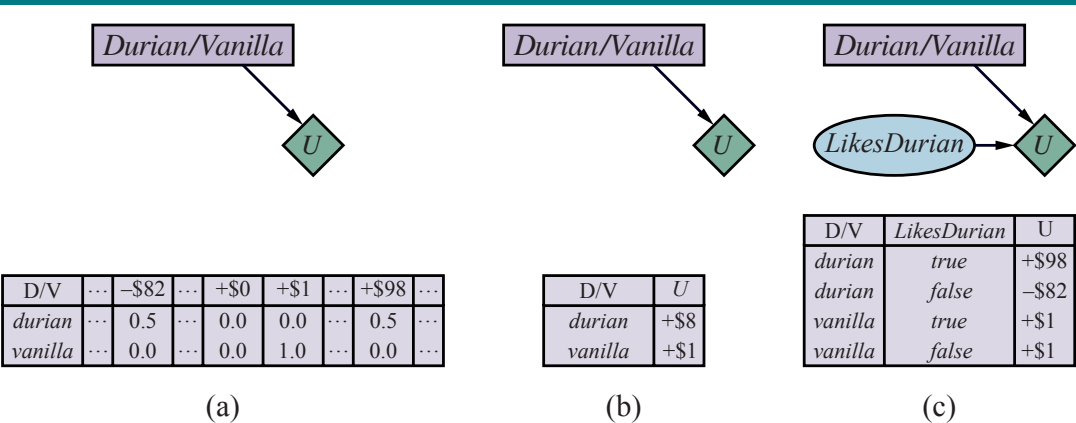 Durian/Vanilla
U
D/V ⋯ –$82 ⋯ +$0 +$1 ⋯ +$98 ⋯
durian ⋯ 0.5 ⋯ 0.0 0.0 ⋯ 0.5 ⋯
vanilla ⋯ 0.0 ⋯ 0.0 1.0 ⋯ 0.0 ⋯
(a)
Durian/Vanilla
U
D/V U
durian +$8
vanilla +$1
(b)
Durian/Vanilla
LikesDurian U
D/V LikesDurian U
durian true +$98
durian false –$82
vanilla true +$1
vanilla false +$1
(c)